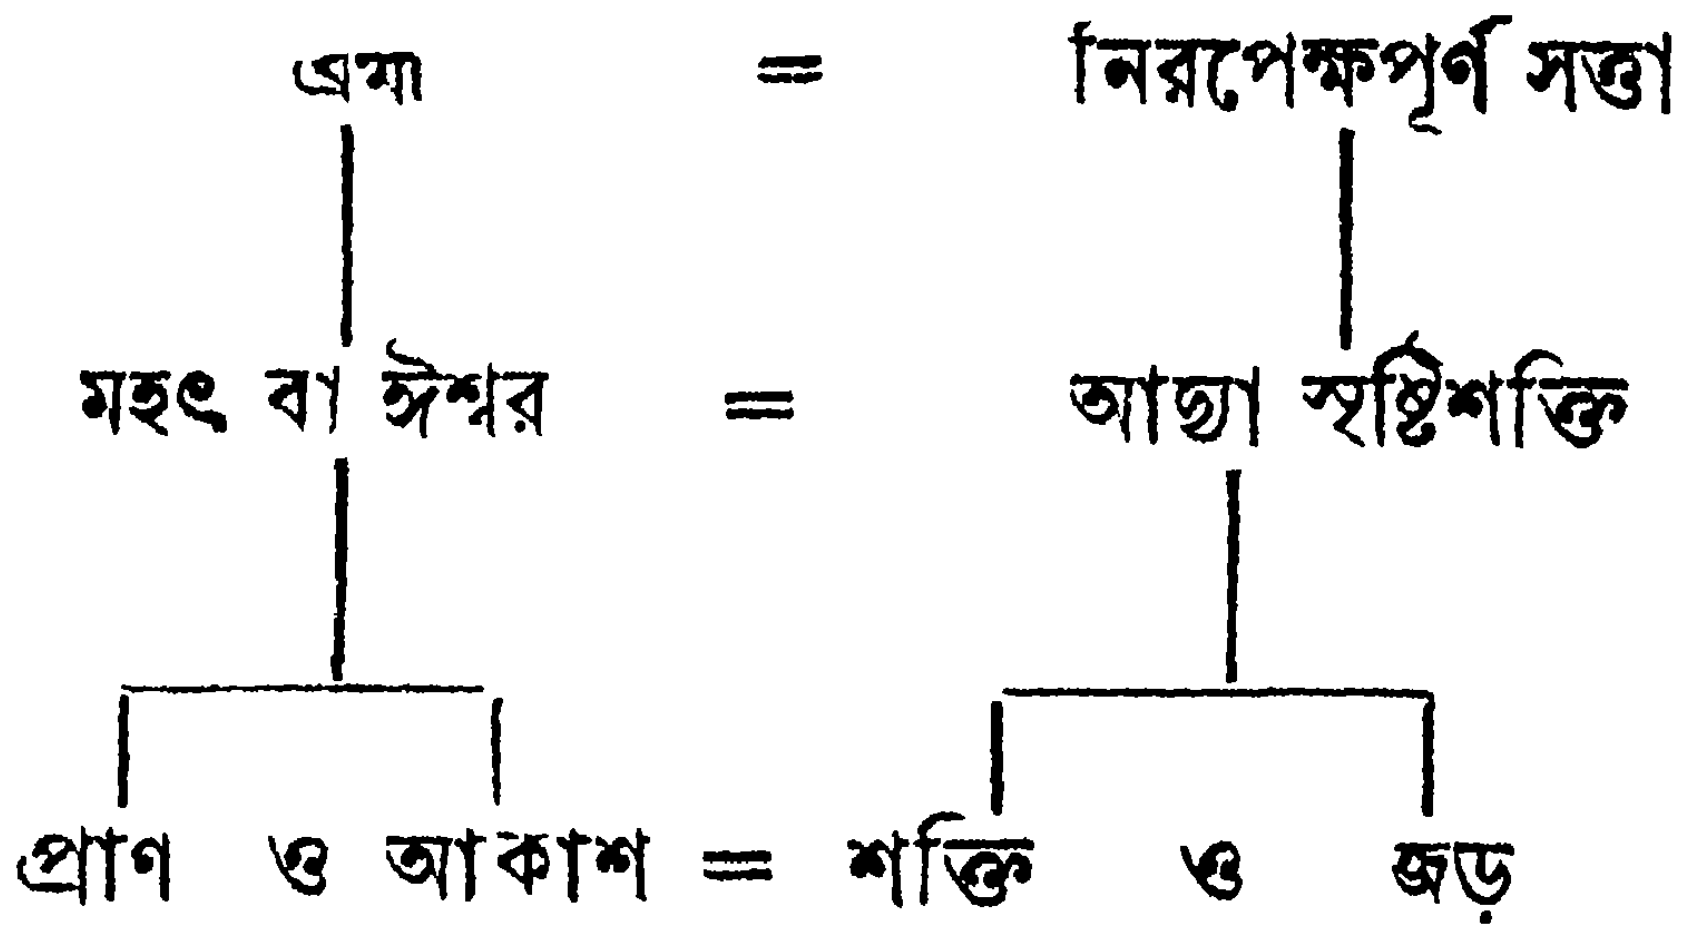 ব্রহ্ম = নিরপেক্ষপূর্ণ সত্তা
মহৎ বা ঈশ্বর = আদ্যা সৃষ্টিশক্তি
প্রাণ ও আকাশ = শক্তি ও জড়